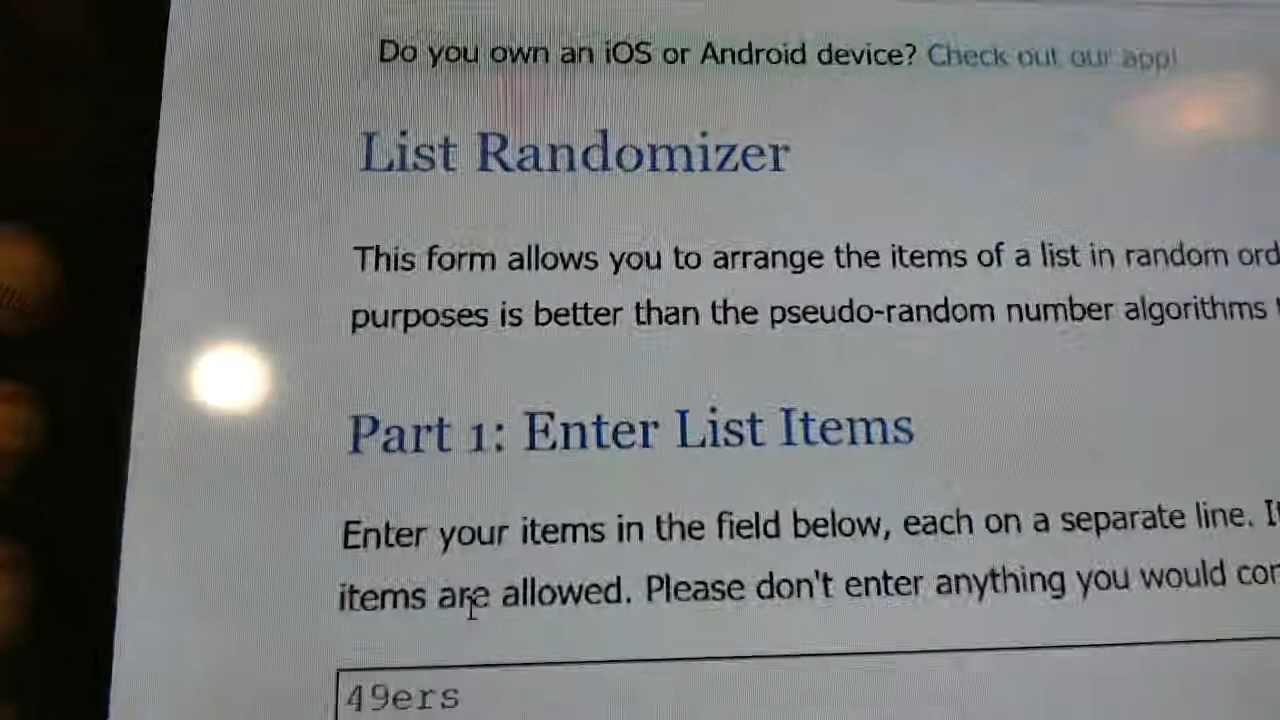 Do you own an iOS or Android device? Check out our app!
List Randomizer
This form allows you to arrange the items of a list in random ord
purposes is better than the pseudo-random number algorithms
Part 1: Enter List Items
Enter your items in the field below, each on a separate line. It
items are allowed. Please don't enter anything you would con
49ers